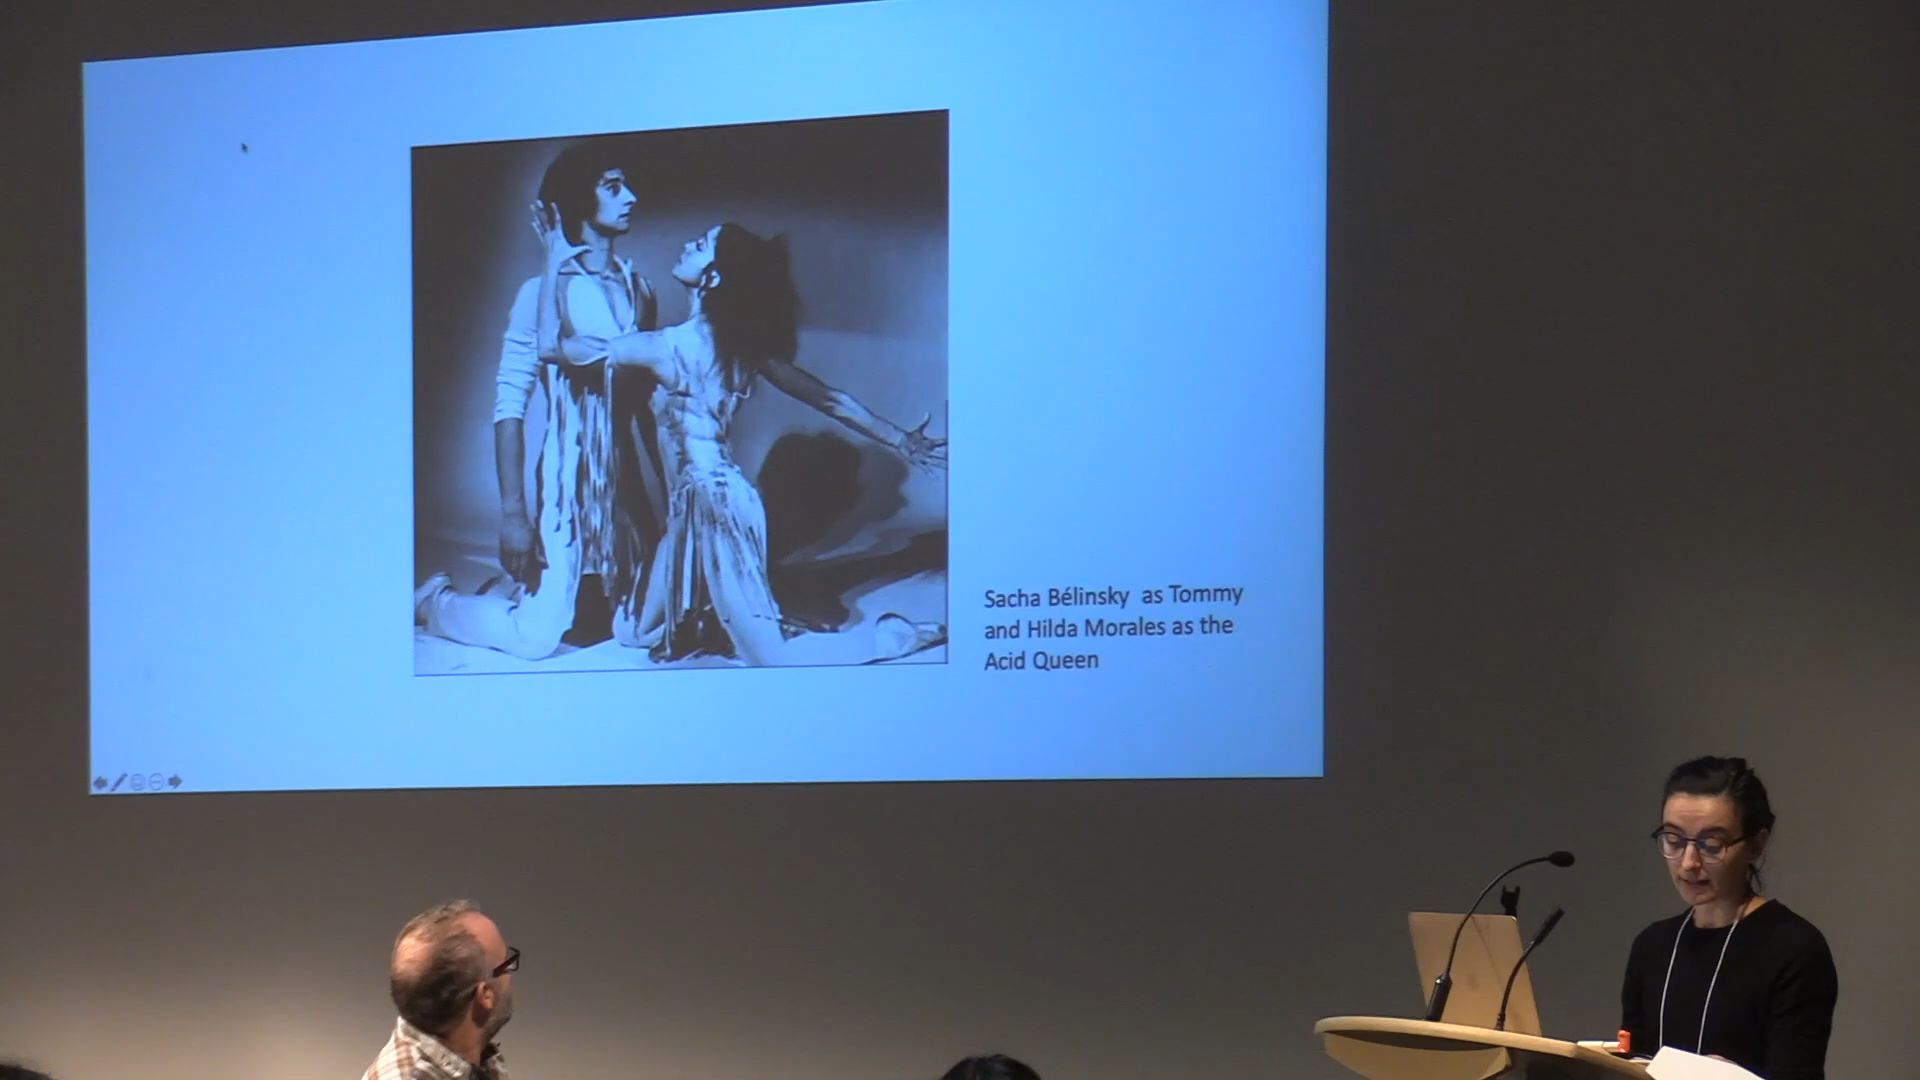 Sacha Bélinsky as Tommy
and Hilda Morales as the
Acid Queen